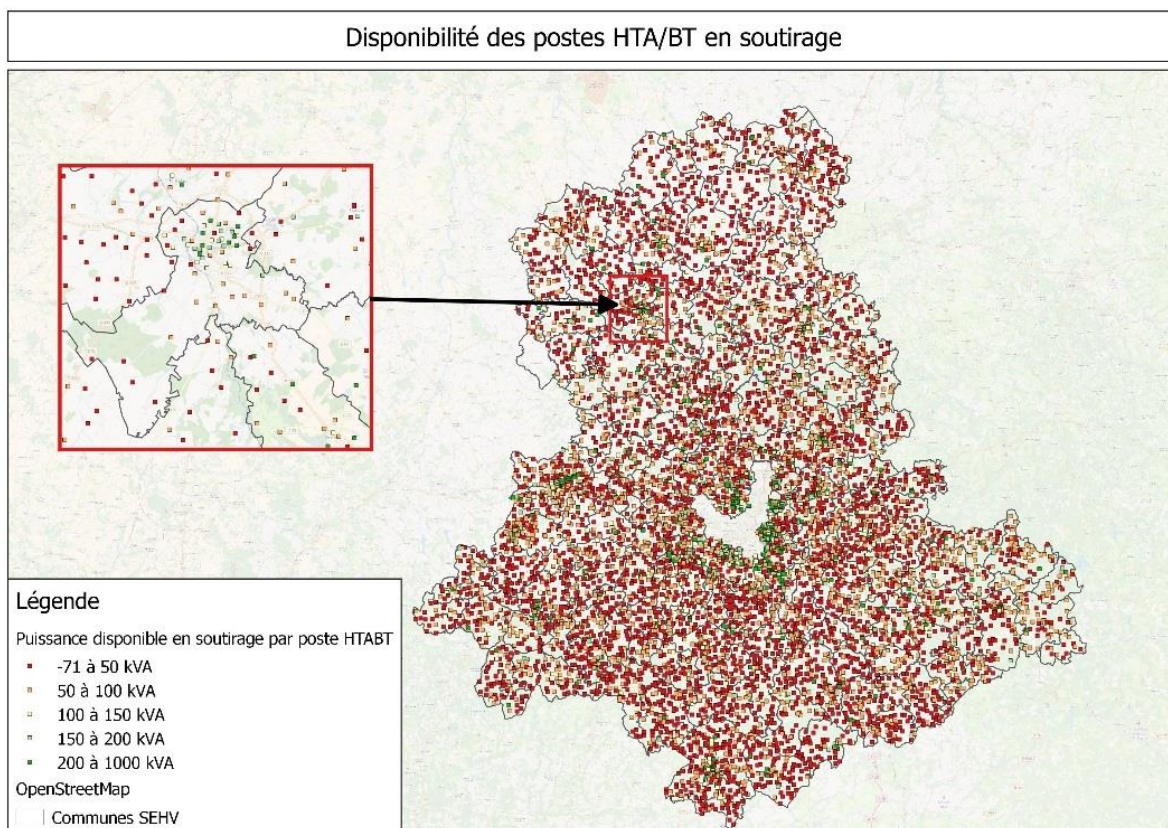 Disponibilité des postes HTA/BT en soutirage
Légende
Puissance disponible en soutirage par poste HTABT
-71 à 50 kVA
50 à 100 kVA
100 à 150 kVA
150 à 200 kVA
200 à 1000 kVA
OpenStreetMap
Communes SEHV